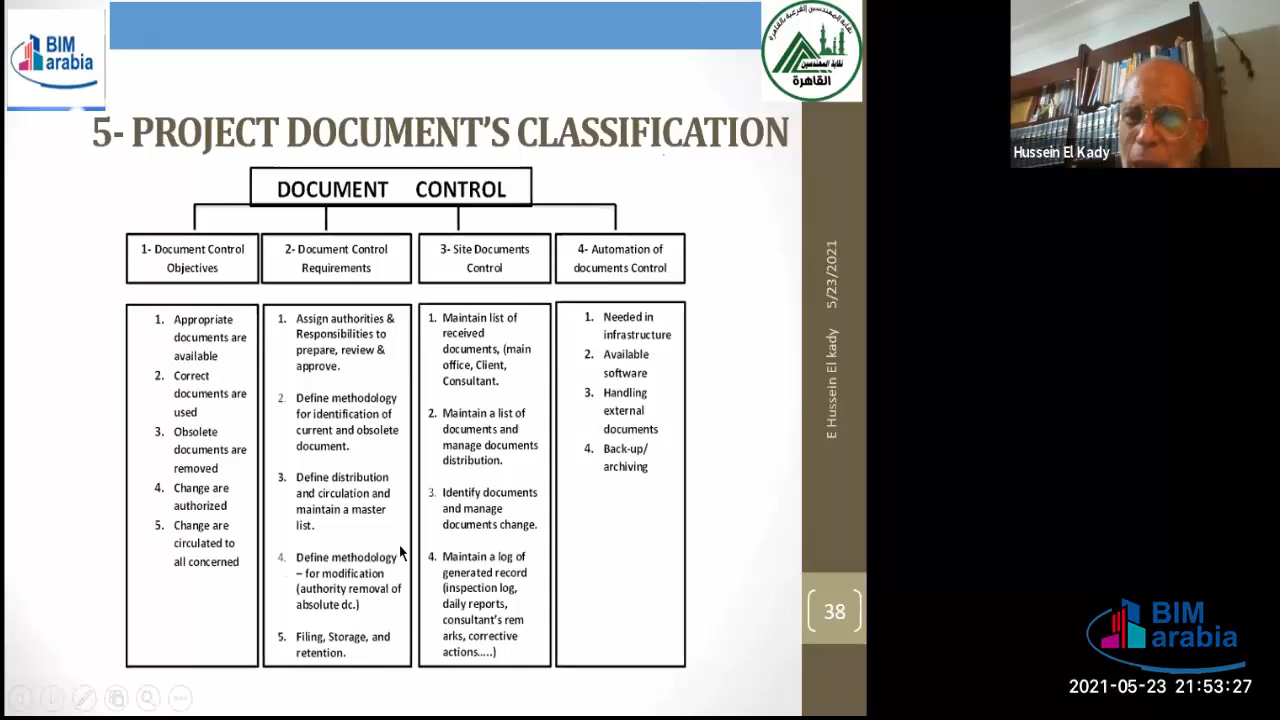 BIM
arabia
نقابة المهندسين الفرعية بالقاهرة
نقابة المهندسين
القاهرة
Hussein El Kady
5- PROJECT DOCUMENT'S CLASSIFICATION
DOCUMENT CONTROL
1- Document Control
Objectives
2- Document Control
Requirements
3- Site Documents
Control
4- Automation of
documents Control
1. Appropriate
documents are
available
2. Correct
documents are
used
3. Obsolete
documents are
removed
4. Change are
authorized
5. Change are
circulated to
all concerned
1. Assign authorities &
Responsibilities to
prepare, review &
approve.
2. Define methodology
for identification of
current and obsolete
document.
3. Define distribution
and circulation and
maintain a master
list.
4. Define methodology
– for modification
(authority removal of
absolute dc.)
5. Filing, Storage, and
retention.
1. Maintain list of
received
documents, (main
office, Client,
Consultant.
2. Maintain a list of
documents and
manage documents
distribution.
3. Identify documents
and manage
documents change.
4. Maintain a log of
generated record
(inspection log,
daily reports,
consultant's rem
arks, corrective
actions.....)
1. Needed in
infrastructure
2. Available
software
3. Handling
external
documents
4. Back-up/
archiving
E Hussein El kady 5/23/2021
38
BIM
arabia
2021-05-23 21:53:27